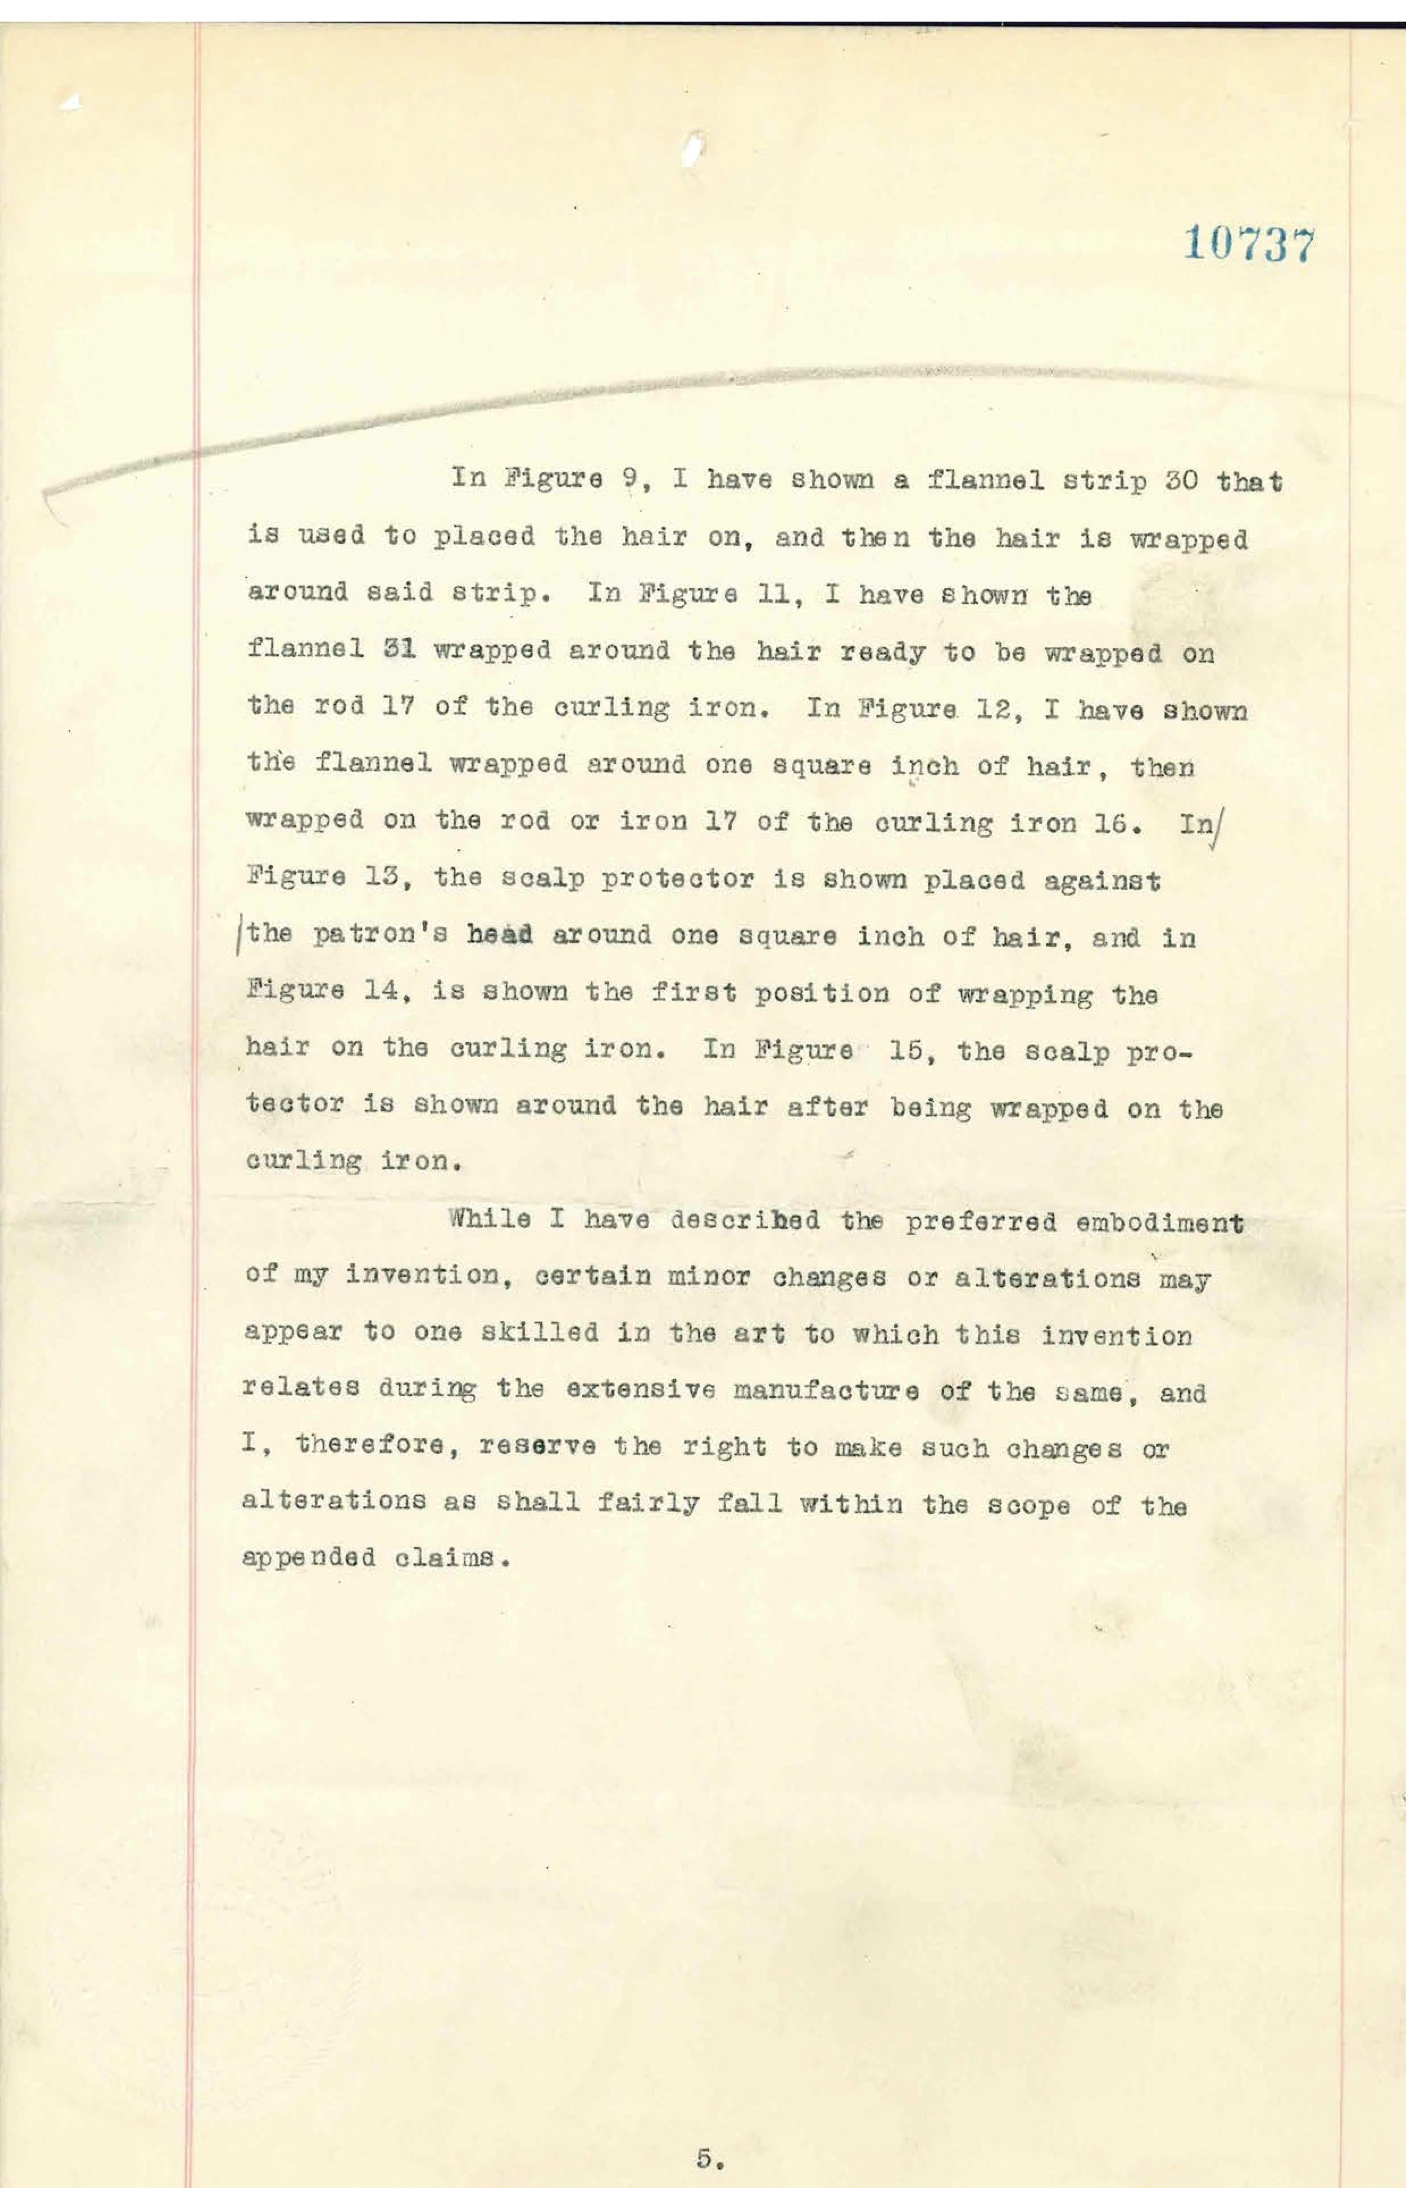 10737
In Figure 9, I have shown a flannel strip 30 that
is used to placed the hair on, and then the hair is wrapped
around said strip. In Figure 11, I have shown the
flannel 31 wrapped around the hair ready to be wrapped on
the rod 17 of the curling iron. In Figure 12, I have shown
the flannel wrapped around one square inch of hair, then
wrapped on the rod or iron 17 of the curling iron 16. In/
Figure 13, the scalp protector is shown placed against
/the patron's head around one square inch of hair, and in
Figure 14, is shown the first position of wrapping the
hair on the curling iron. In Figure 15, the scalp pro-
tector is shown around the hair after being wrapped on the
curling iron.
While I have described the preferred embodiment
of my invention, certain minor changes or alterations may
appear to one skilled in the art to which this invention
relates during the extensive manufacture of the same, and
I, therefore, reserve the right to make such changes or
alterations as shall fairly fall within the scope of the
appended claims.
5.